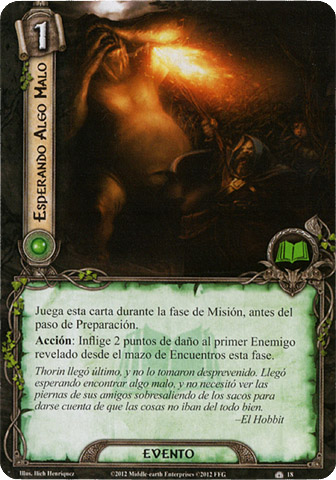 1
ESPERANDO ALGO MALO
Juega esta carta durante la fase de Misión, antes del
paso de Preparación.
Acción: Inflige 2 puntos de daño al primer Enemigo
revelado desde el mazo de Encuentros esta fase.
Thorin llegó último, y no lo tomaron desprevenido. Llegó
esperando encontrar algo malo, y no necesitó ver las
piernas de sus amigos sobresaliendo de los sacos para
darse cuenta de que las cosas no iban del todo bien.
–El Hobbit
EVENTO
Illus. Ilich Henriquez ©2012 Middle-earth Enterprises ©2012 FFG 18